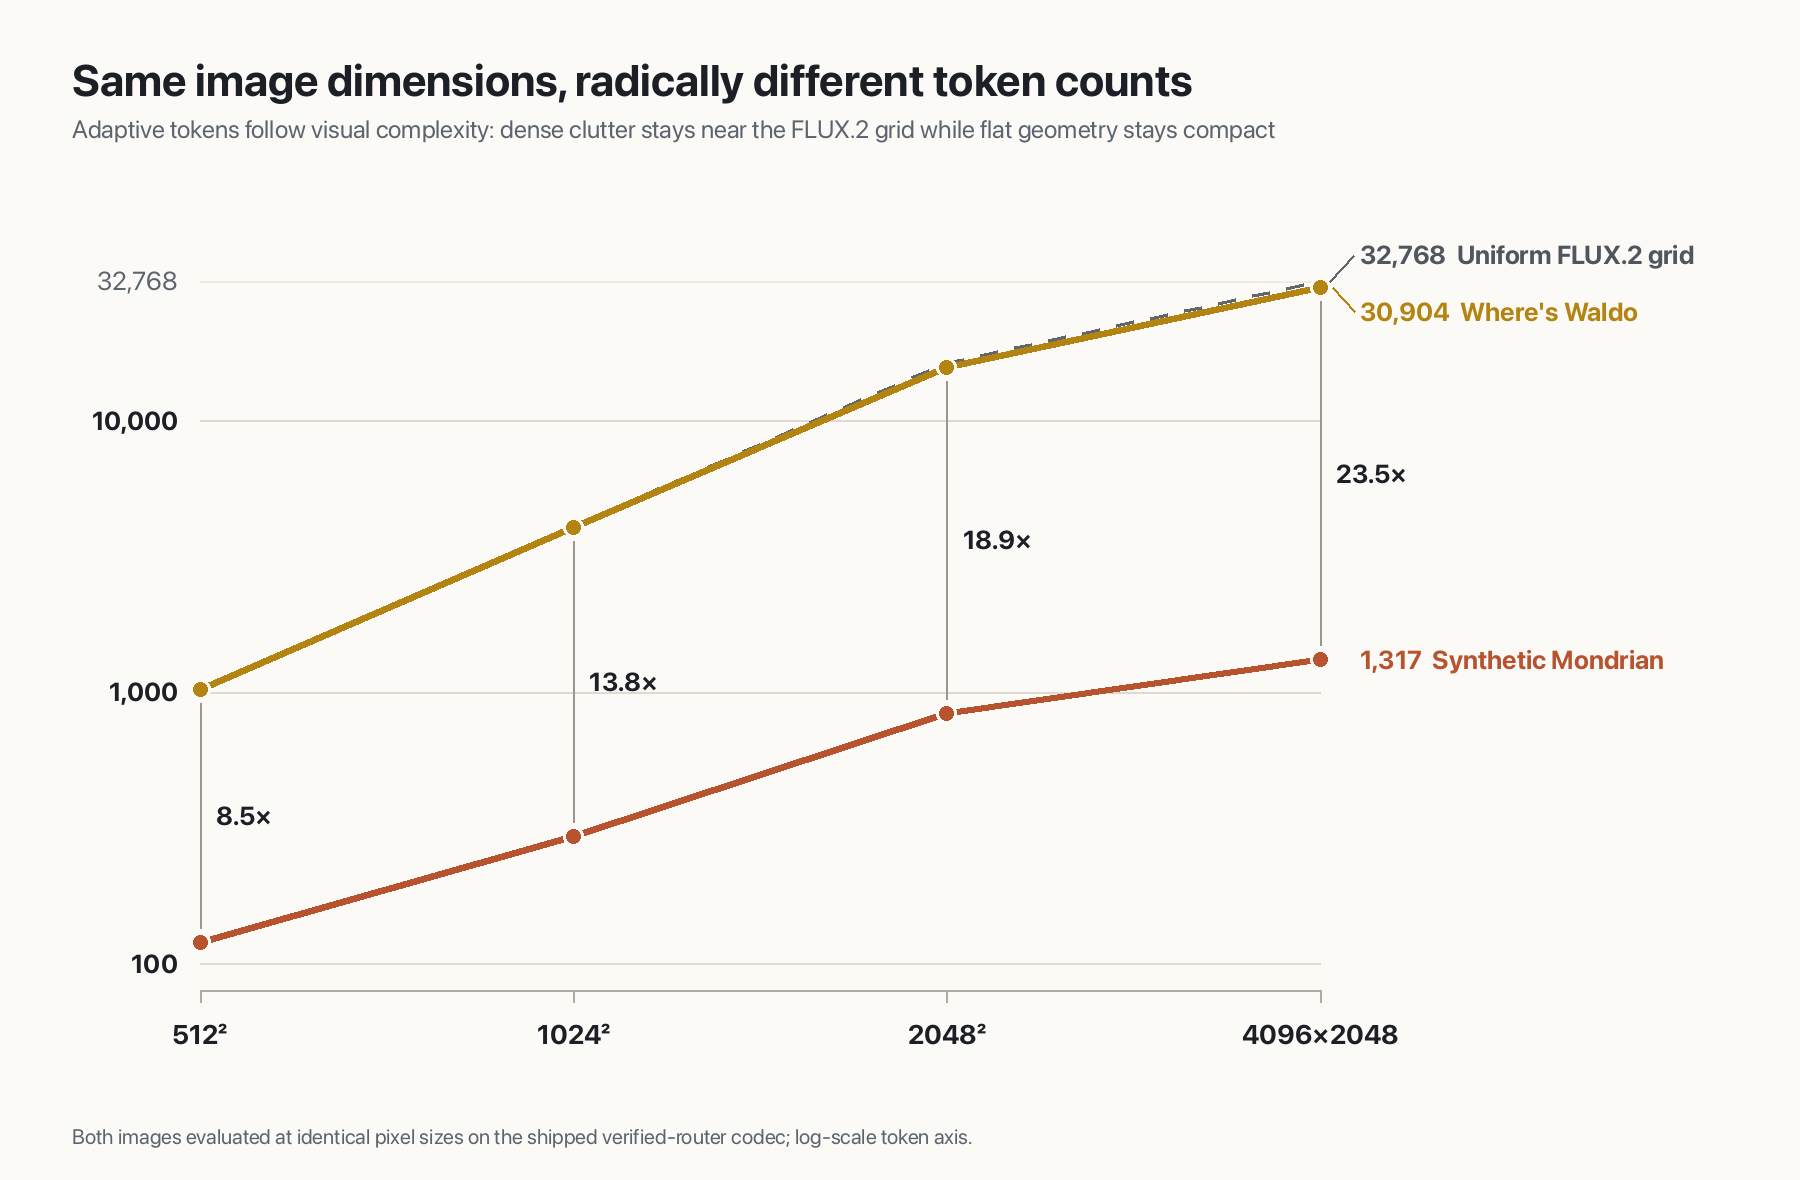 Same image dimensions, radically different token counts
Adaptive tokens follow visual complexity: dense clutter stays near the FLUX.2 grid while flat geometry stays compact
32,768 Uniform FLUX.2 grid
32,768
30,904 Where's Waldo
10,000
23.5×
18.9×
1,317 Synthetic Mondrian
13.8×
1,000
8.5×
100
512²
1024²
2048²
4096×2048
Both images evaluated at identical pixel sizes on the shipped verified-router codec; log-scale token axis.